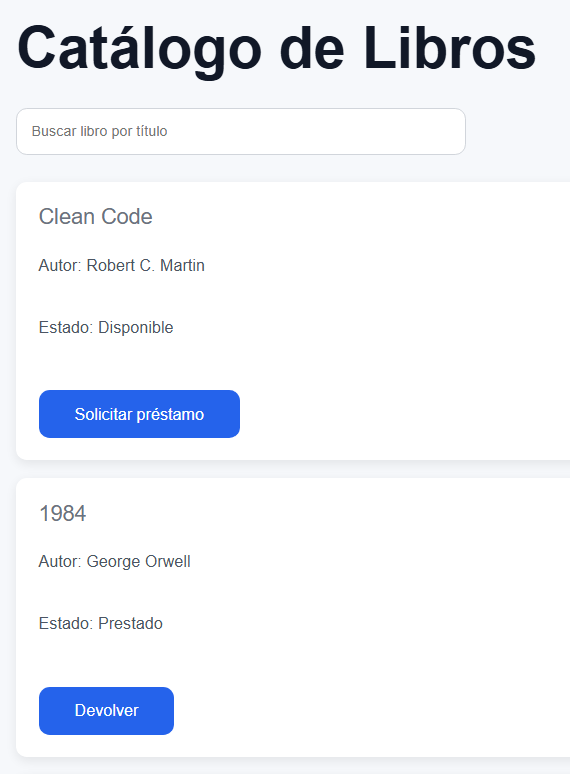 Catálogo de Libros
Buscar libro por título
Clean Code
Autor: Robert C. Martin
Estado: Disponible
Solicitar préstamo
1984
Autor: George Orwell
Estado: Prestado
Devolver